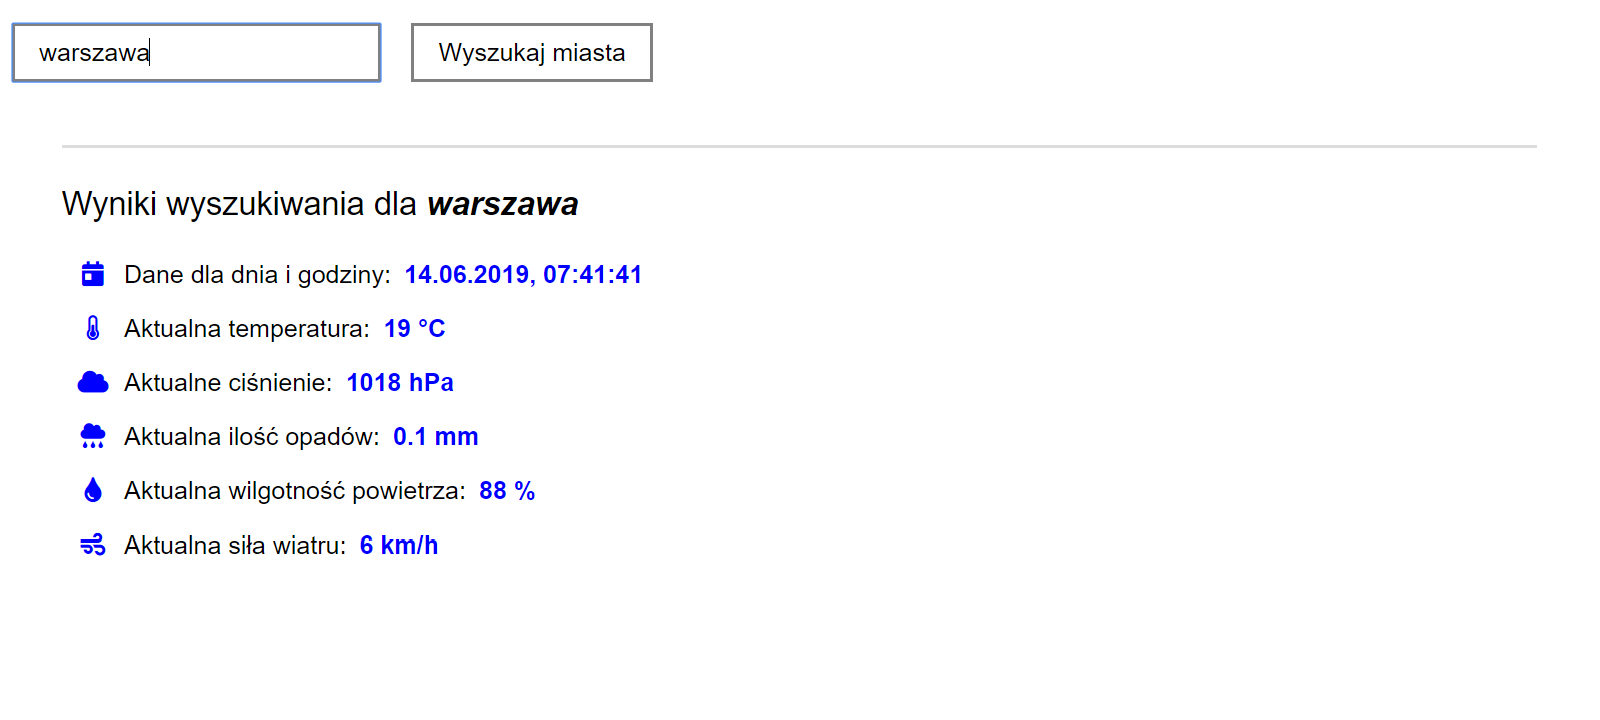 warszawa
Wyszukaj miasta
Wyniki wyszukiwania dla warszawa
Dane dla dnia i godziny: 14.06.2019, 07:41:41
Aktualna temperatura: 19 °C
Aktualne ciśnienie: 1018 hPa
Aktualna ilość opadów: 0.1 mm
Aktualna wilgotność powietrza: 88 %
Aktualna siła wiatru: 6 km/h